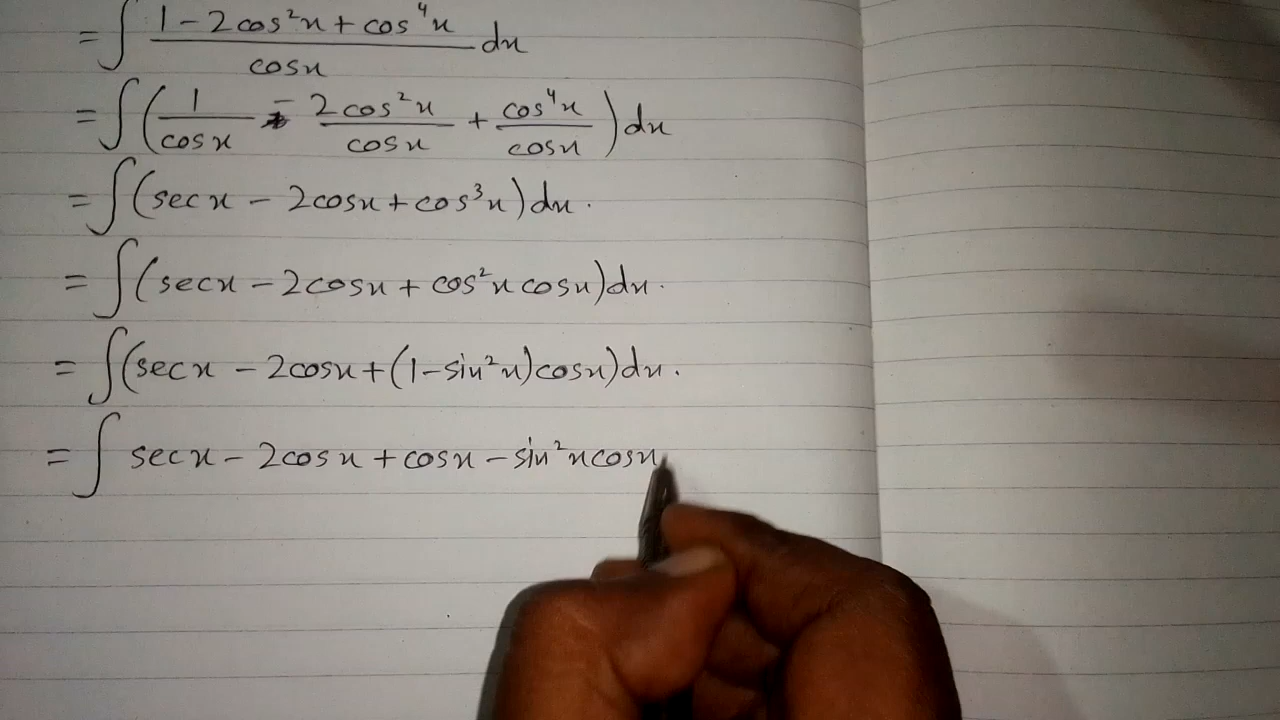 = ∫ (1 - 2cos²x + cos⁴x)/cosx dx
= ∫ (1/cosx - 2cos²x/cosx + cos⁴x/cosx) dx
= ∫ (secx - 2cosx + cos³x) dx.
= ∫ (secx - 2cosx + cos²x cosx) dx.
= ∫ (secx - 2cosx + (1 - sin²x) cosx) dx.
= ∫ secx - 2cosx + cosx - sin²x cosx